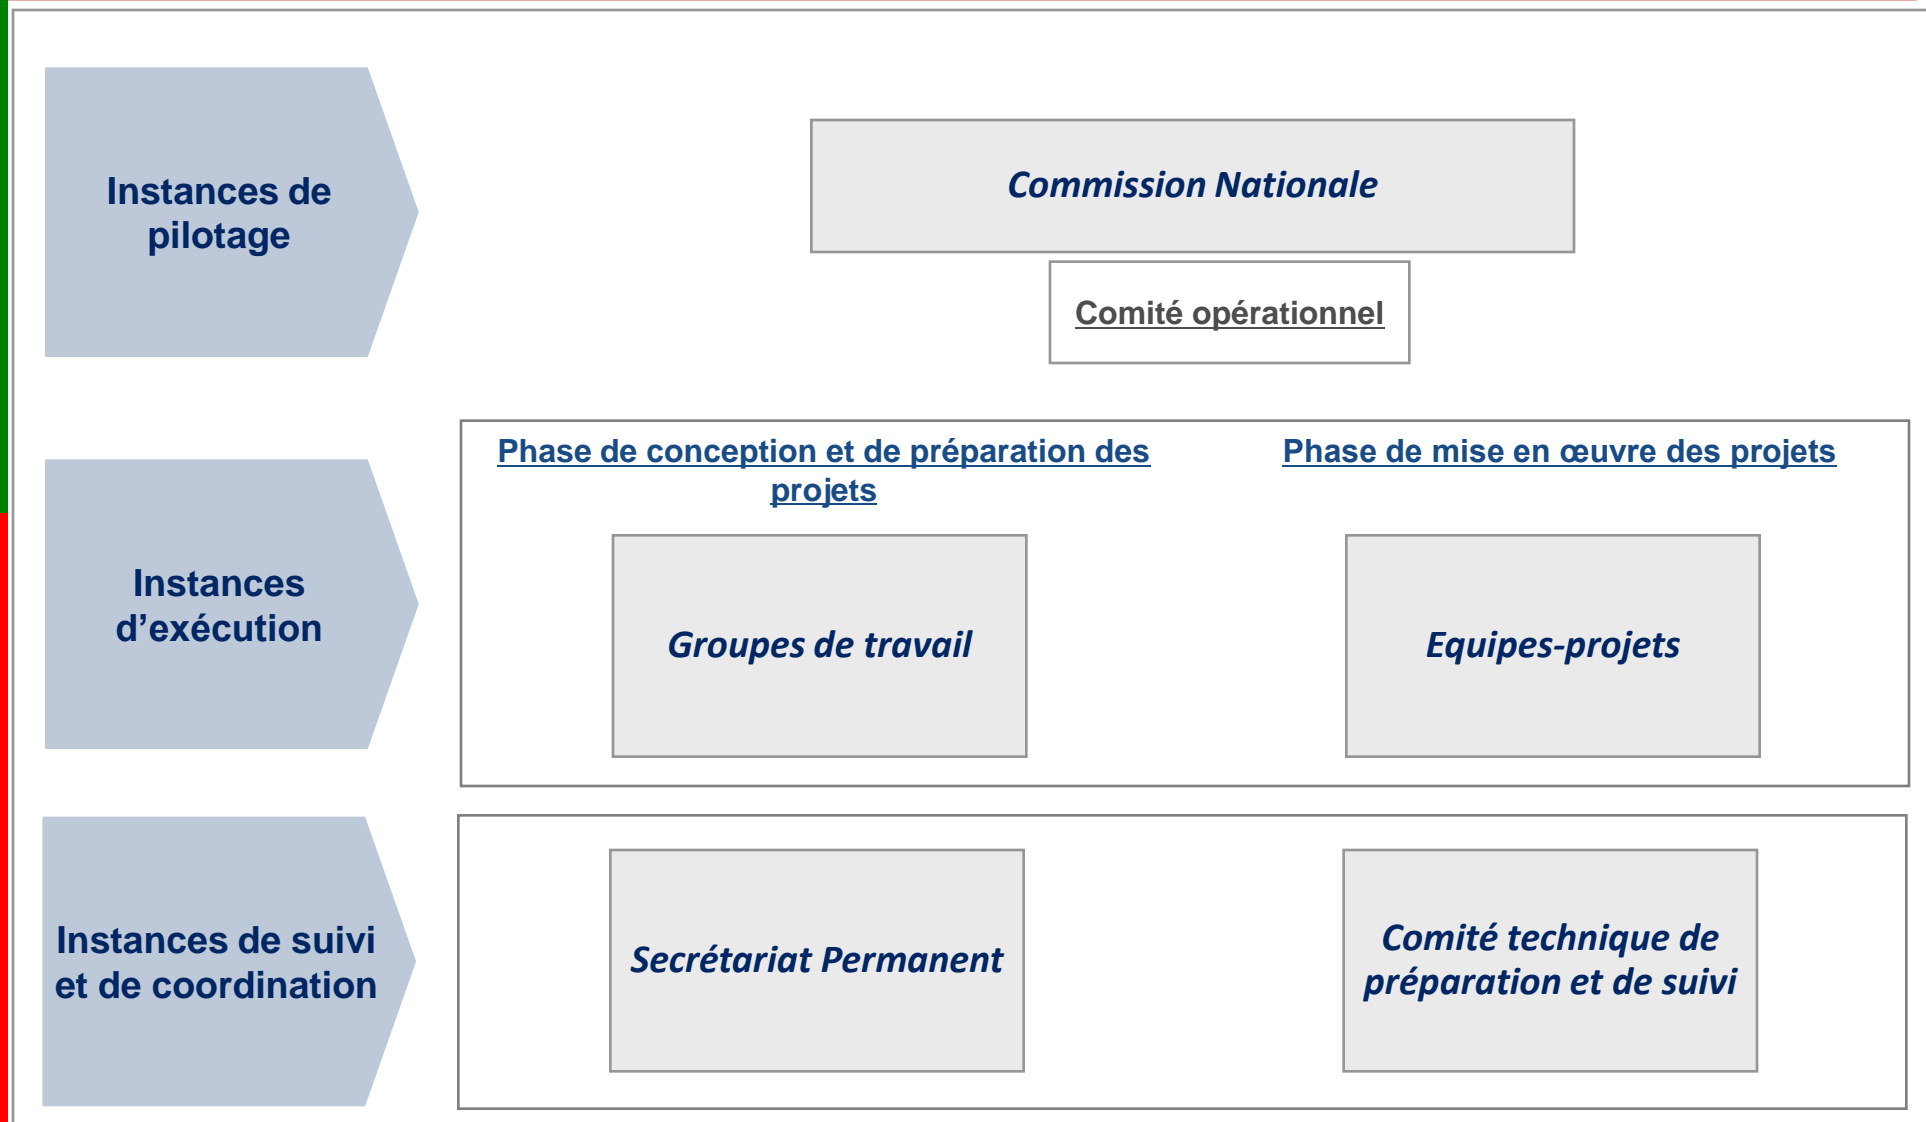 Instances de
pilotage
Commission Nationale
Comité opérationnel
Instances
d’exécution
Phase de conception et de préparation des
projets
Phase de mise en œuvre des projets
Groupes de travail
Equipes-projets
Instances de suivi
et de coordination
Secrétariat Permanent
Comité technique de
préparation et de suivi